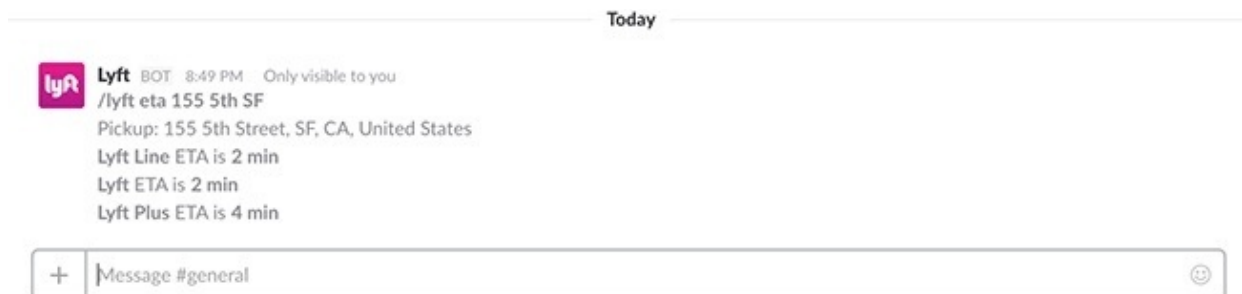 Today
lyft
Lyft BOT 8:49 PM Only visible to you
/lyft eta 155 5th SF
Pickup: 155 5th Street, SF, CA, United States
Lyft Line ETA is 2 min
Lyft ETA is 2 min
Lyft Plus ETA is 4 min
+ Message #general